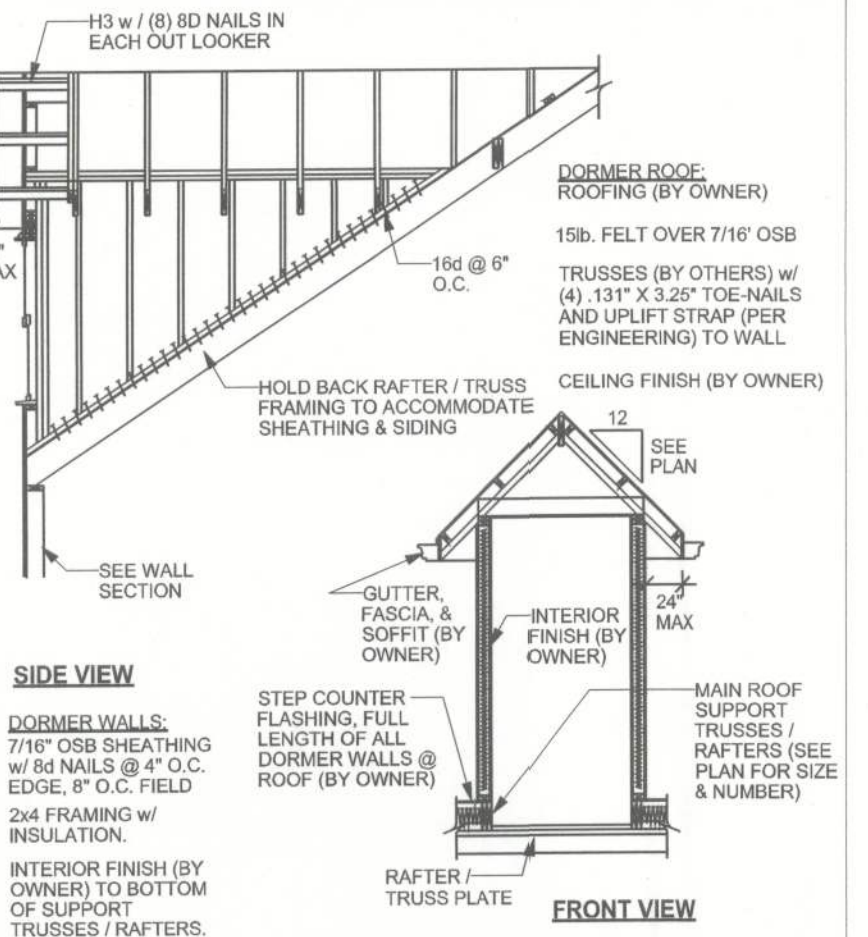 H3 w / (8) 8D NAILS IN
EACH OUT LOOKER
"
AX
16d @ 6"
O.C.
HOLD BACK RAFTER / TRUSS
FRAMING TO ACCOMMODATE
SHEATHING & SIDING
SEE WALL
SECTION
SIDE VIEW
DORMER WALLS:
7/16" OSB SHEATHING
w/ 8d NAILS @ 4" O.C.
EDGE, 8" O.C. FIELD
2x4 FRAMING w/
INSULATION.
INTERIOR FINISH (BY
OWNER) TO BOTTOM
OF SUPPORT
TRUSSES / RAFTERS.
DORMER ROOF:
ROOFING (BY OWNER)
15lb. FELT OVER 7/16' OSB
TRUSSES (BY OTHERS) w/
(4) .131" X 3.25" TOE-NAILS
AND UPLIFT STRAP (PER
ENGINEERING) TO WALL
CEILING FINISH (BY OWNER)
12
SEE
PLAN
GUTTER,
FASCIA, &
SOFFIT (BY
OWNER)
INTERIOR
FINISH (BY
OWNER)
24"
MAX
STEP COUNTER
FLASHING, FULL
LENGTH OF ALL
DORMER WALLS @
ROOF (BY OWNER)
MAIN ROOF
SUPPORT
TRUSSES /
RAFTERS (SEE
PLAN FOR SIZE
& NUMBER)
RAFTER /
TRUSS PLATE
FRONT VIEW